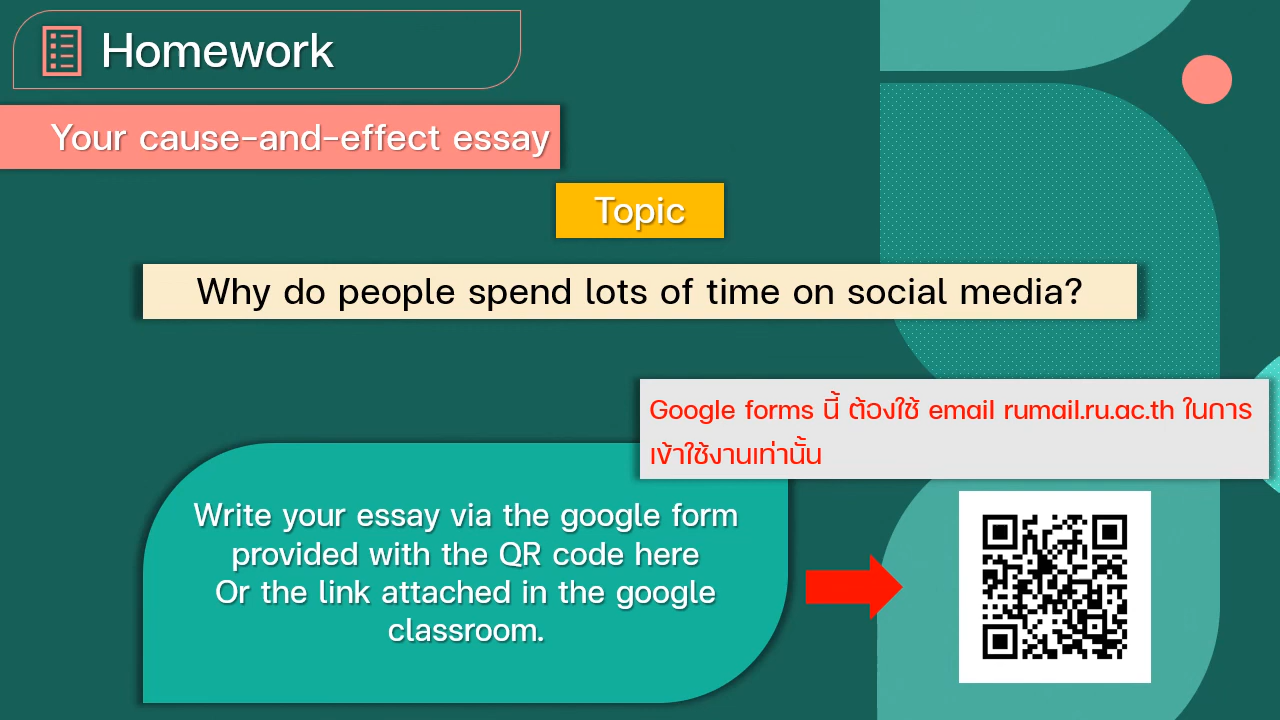 Homework
Your cause-and-effect essay
Topic
Why do people spend lots of time on social media?
Google forms นี้ ต้องใช้ email rumail.ru.ac.th ในการ
เข้าใช้งานเท่านั้น
Write your essay via the google form
provided with the QR code here
Or the link attached in the google
classroom.